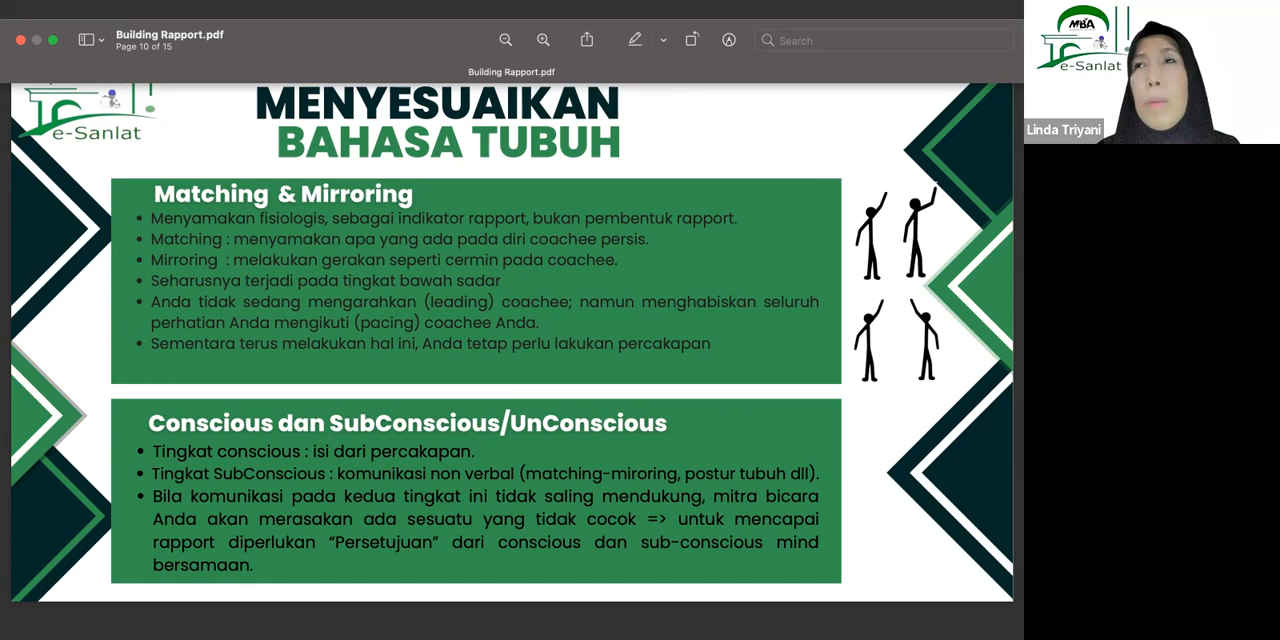 Building Rapport.pdf
Page 10 of 15
Search
Building Rapport.pdf
e-Sanlat
MENYESUAIKAN
BAHASA TUBUH
Matching & Mirroring
• Menyamakan fisiologis, sebagai indikator rapport, bukan pembentuk rapport.
• Matching : menyamakan apa yang ada pada diri coachee persis.
• Mirroring : melakukan gerakan seperti cermin pada coachee.
• Seharusnya terjadi pada tingkat bawah sadar
• Anda tidak sedang mengarahkan (leading) coachee; namun menghabiskan seluruh
perhatian Anda mengikuti (pacing) coachee Anda.
• Sementara terus melakukan hal ini, Anda tetap perlu lakukan percakapan
Conscious dan SubConscious/UnConscious
• Tingkat conscious : isi dari percakapan.
• Tingkat SubConscious : komunikasi non verbal (matching-miroring, postur tubuh dll).
• Bila komunikasi pada kedua tingkat ini tidak saling mendukung, mitra bicara
Anda akan merasakan ada sesuatu yang tidak cocok => untuk mencapai
rapport diperlukan “Persetujuan” dari conscious dan sub-conscious mind
bersamaan.
MBA
e-Sanlat
Linda Triyani